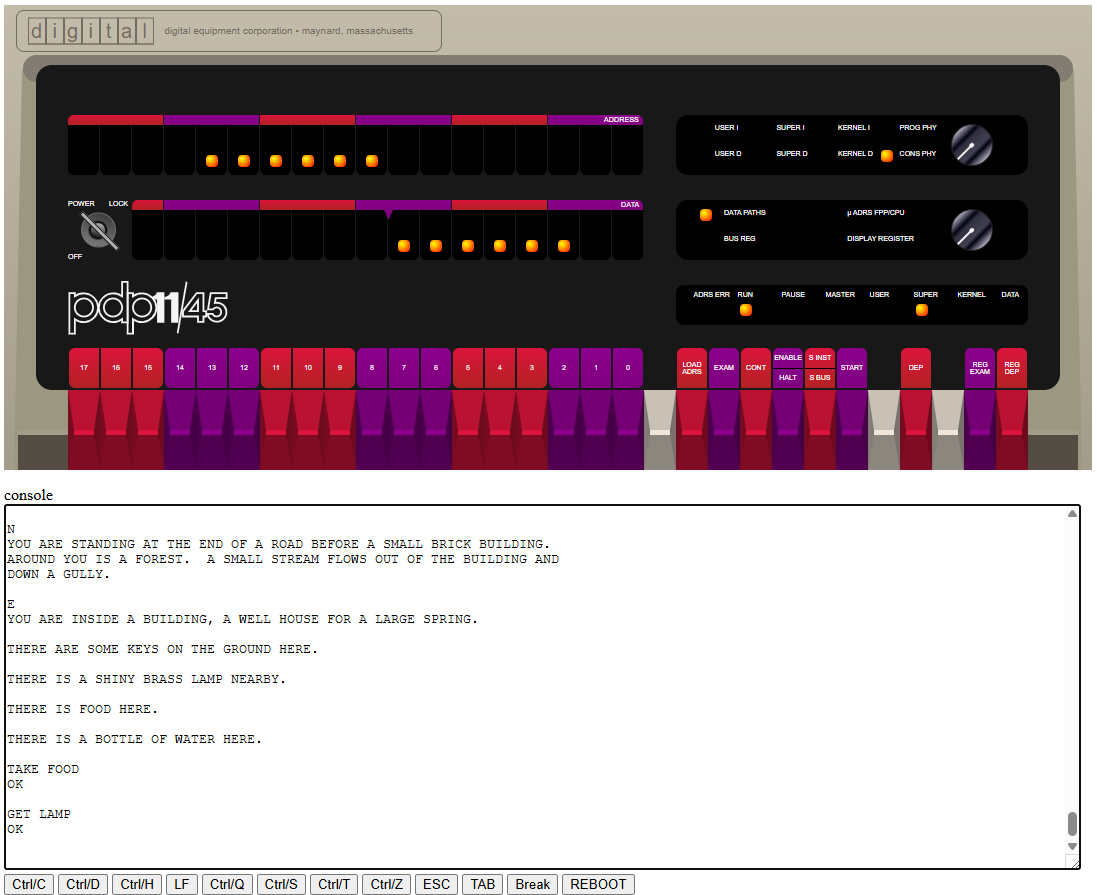 digital digital equipment corporation • maynard, massachusetts
ADDRESS
USER I SUPER I KERNEL I PROG PHY
USER D SUPER D KERNEL D CONS PHY
POWER LOCK
DATA
OFF
DATA PATHS µ ADRS FPP/CPU
BUS REG DISPLAY REGISTER
pdp11/45
ADRS ERR RUN PAUSE MASTER USER SUPER KERNEL DATA
17 16 15 14 13 12 11 10 9 8 7 6 5 4 3 2 1 0
LOAD ADRS
EXAM
CONT
ENABLE
HALT
S INST
S BUS
START
DEP
REG EXAM
REG DEP
console
N
YOU ARE STANDING AT THE END OF A ROAD BEFORE A SMALL BRICK BUILDING.
AROUND YOU IS A FOREST.  A SMALL STREAM FLOWS OUT OF THE BUILDING AND
DOWN A GULLY.
E
YOU ARE INSIDE A BUILDING, A WELL HOUSE FOR A LARGE SPRING.
THERE ARE SOME KEYS ON THE GROUND HERE.
THERE IS A SHINY BRASS LAMP NEARBY.
THERE IS FOOD HERE.
THERE IS A BOTTLE OF WATER HERE.
TAKE FOOD
OK
GET LAMP
OK
Ctrl/C Ctrl/D Ctrl/H LF Ctrl/Q Ctrl/S Ctrl/T Ctrl/Z ESC TAB Break REBOOT